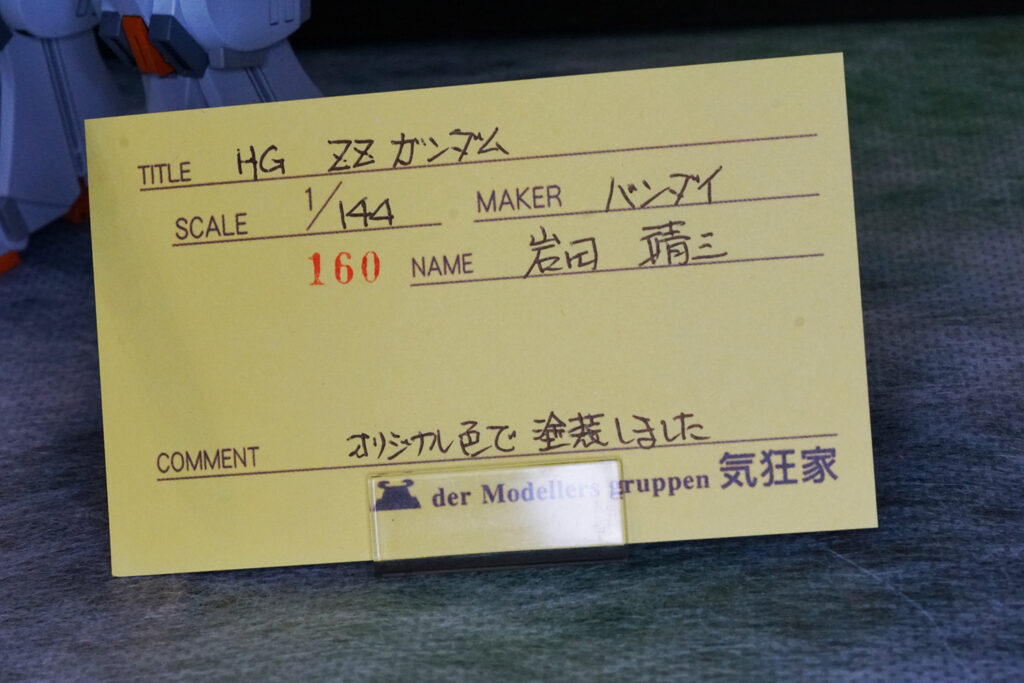 TITLE HG ZZ ガンダム
SCALE 1/144 MAKER バンダイ
160 NAME 岩田 靖三
COMMENT オリジナル色で塗装しました
der Modellers gruppen 気狂家